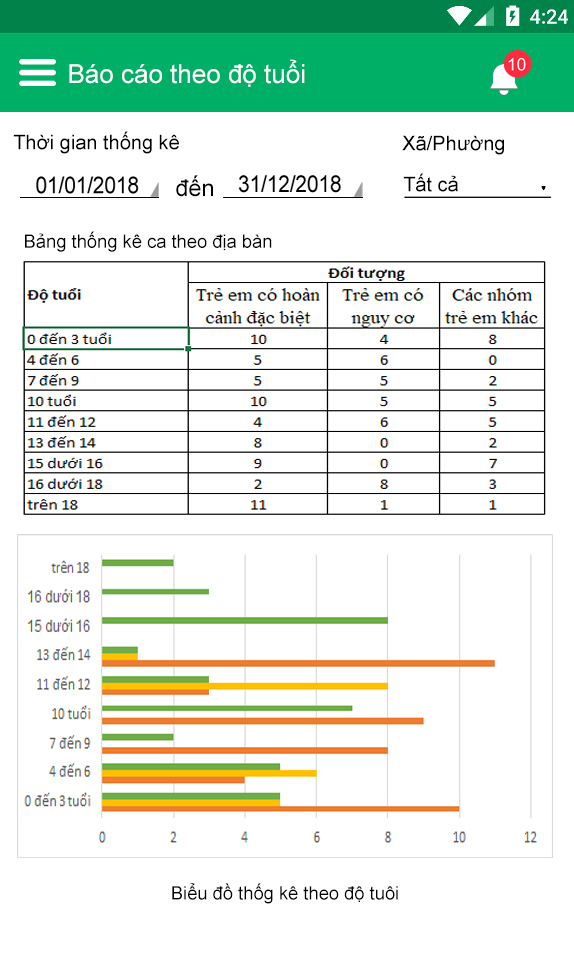 4:24
Báo cáo theo độ tuổi
10
Thời gian thống kê
Xã/Phường
01/01/2018 đến 31/12/2018
Tất cả
Bảng thống kê ca theo địa bàn
Độ tuổi
Đối tượng
Trẻ em có hoàn cảnh đặc biệt
Trẻ em có nguy cơ
Các nhóm trẻ em khác
0 đến 3 tuổi 10 4 8
4 đến 6 5 6 0
7 đến 9 5 5 2
10 tuổi 10 5 5
11 đến 12 4 6 5
13 đến 14 8 0 2
15 dưới 16 9 0 7
16 dưới 18 2 8 3
trên 18 11 1 1
trên 18
16 dưới 18
15 dưới 16
13 đến 14
11 đến 12
10 tuổi
7 đến 9
4 đến 6
0 đến 3 tuổi
0 2 4 6 8 10 12
Biểu đồ thốg kê theo độ tuôi